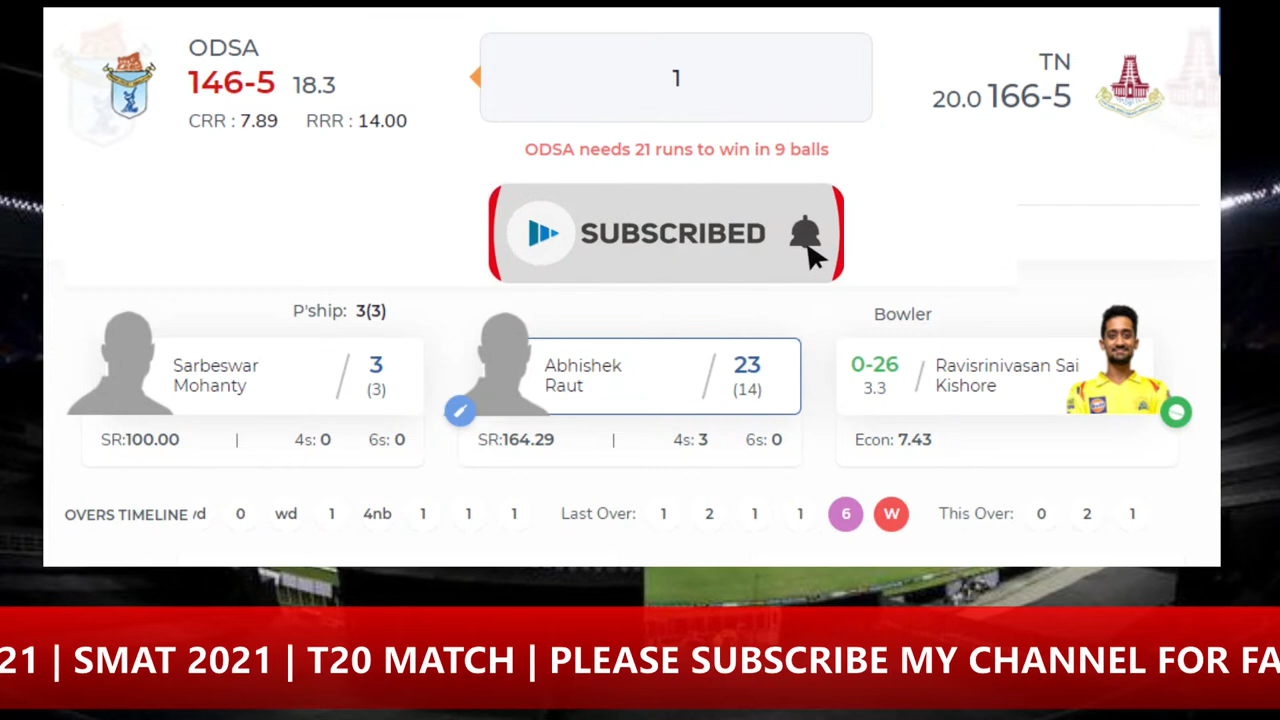 ODSA
146-5 18.3
CRR : 7.89 RRR : 14.00
1
TN
20.0 166-5
ODSA needs 21 runs to win in 9 balls
SUBSCRIBED
P'ship: 3(3)
Bowler
Sarbeswar
Mohanty
3
(3)
SR:100.00 | 4s: 0 6s: 0
Abhishek
Raut
23
(14)
SR:164.29 | 4s: 3 6s: 0
0-26
3.3
Ravisrinivasan Sai
Kishore
Econ: 7.43
OVERS TIMELINE d 0 wd 1 4nb 1 1 1 Last Over: 1 2 1 1 6 W This Over: 0 2 1
21 | SMAT 2021 | T20 MATCH | PLEASE SUBSCRIBE MY CHANNEL FOR FA